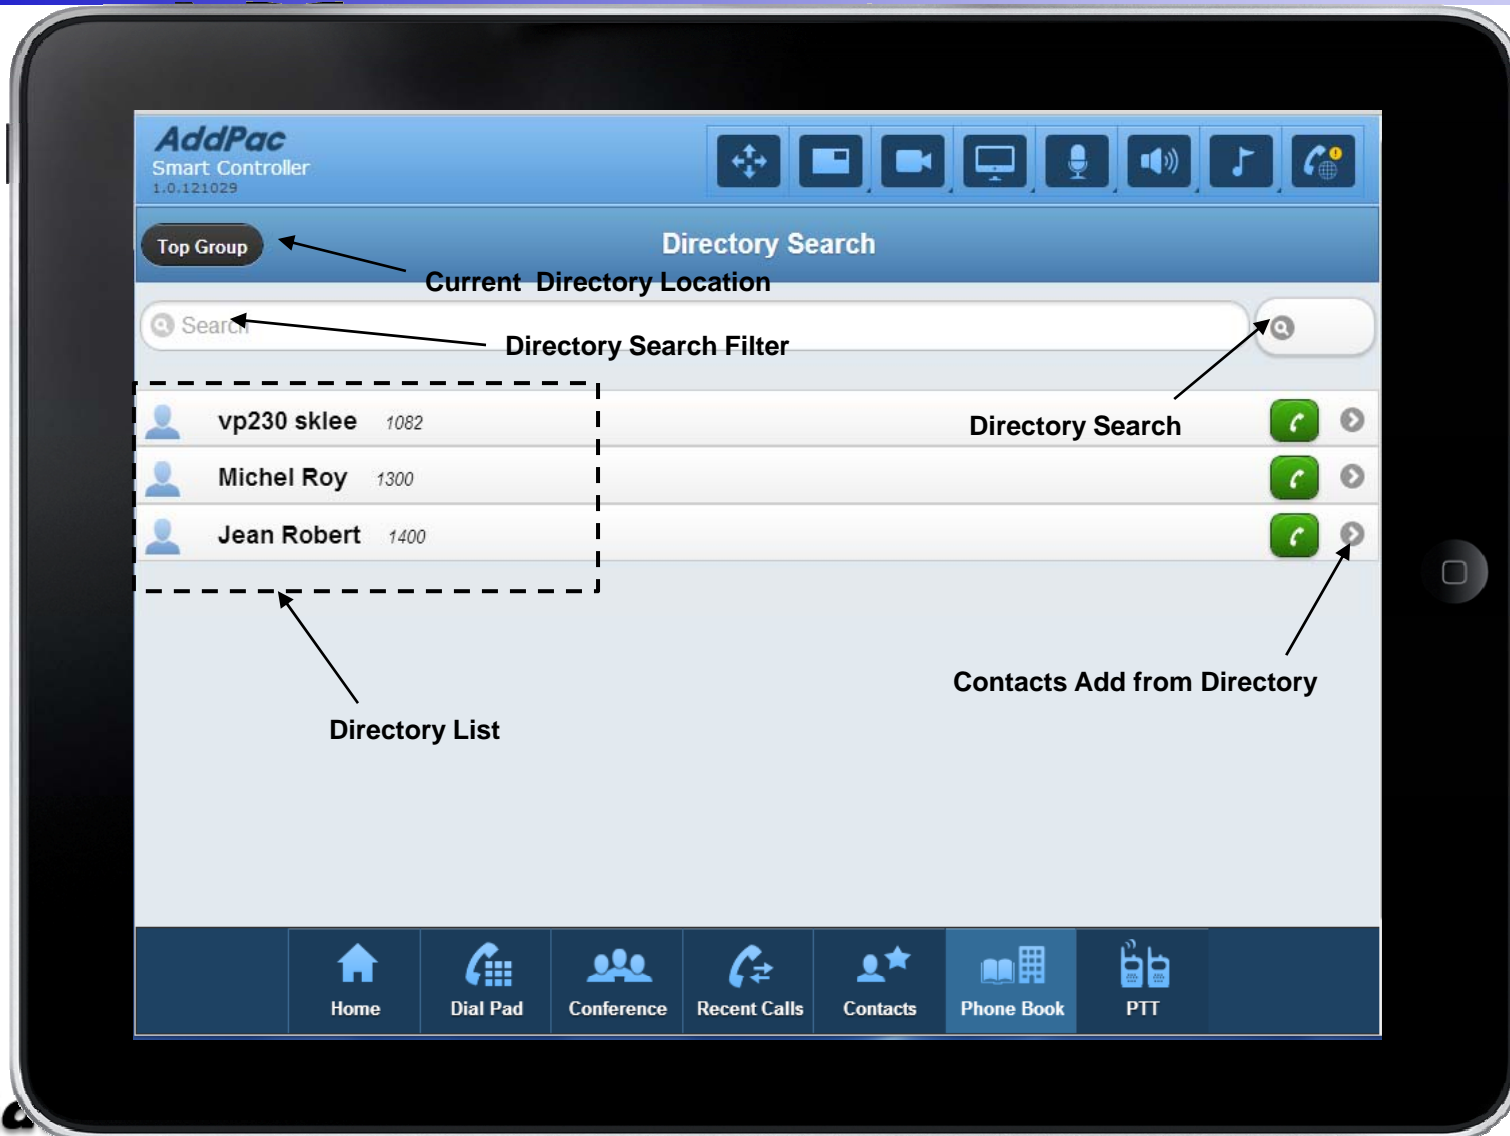 AddPac
Smart Controller
1.0.121029
Top Group
Directory Search
Current Directory Location
Search
Directory Search Filter
vp230 sklee 1082
Directory Search
Michel Roy 1300
Jean Robert 1400
Contacts Add from Directory
Directory List
Home
Dial Pad
Conference
Recent Calls
Contacts
Phone Book
PTT